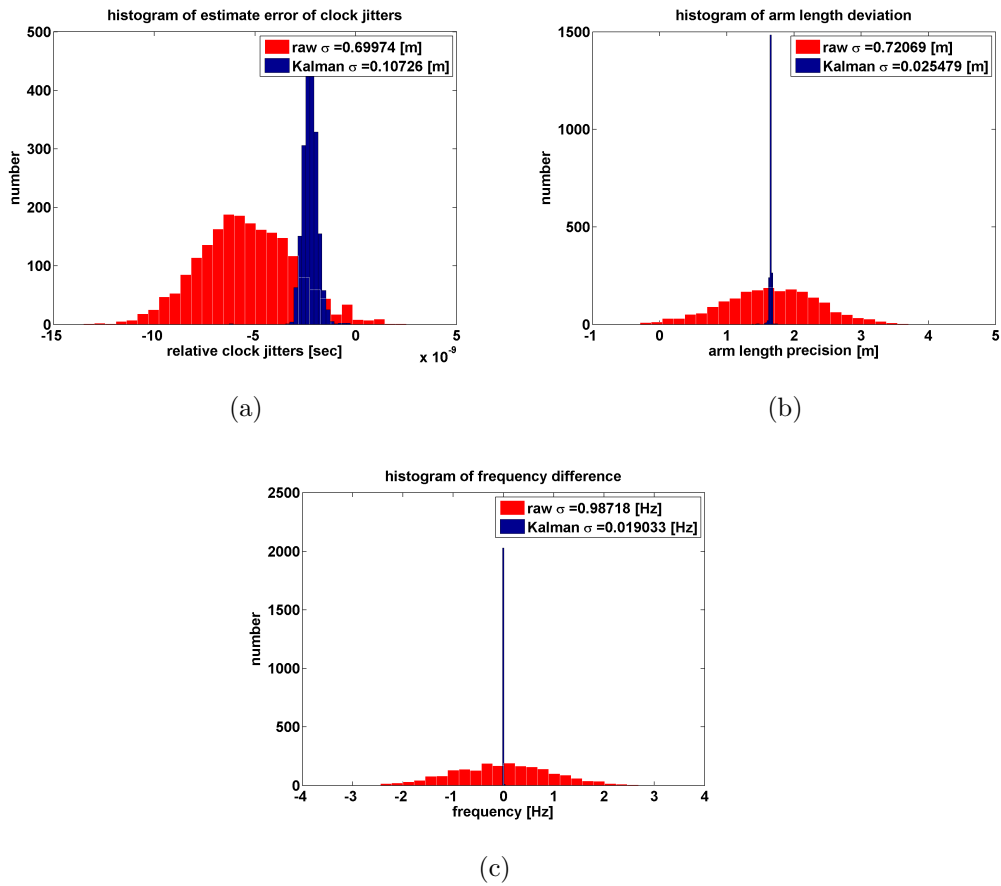 histogram of estimate error of clock jitters
500
400
300
200
100
0
number
raw σ =0.69974 [m]
Kalman σ =0.10726 [m]
-15 -10 -5 0 5
relative clock jitters [sec]
x 10-9
(a)
histogram of arm length deviation
1500
1000
500
0
number
raw σ =0.72069 [m]
Kalman σ =0.025479 [m]
-1 0 1 2 3 4 5
arm length precision [m]
(b)
histogram of frequency difference
2500
2000
1500
1000
500
0
number
raw σ =0.98718 [Hz]
Kalman σ =0.019033 [Hz]
-4 -3 -2 -1 0 1 2 3 4
frequency [Hz]
(c)